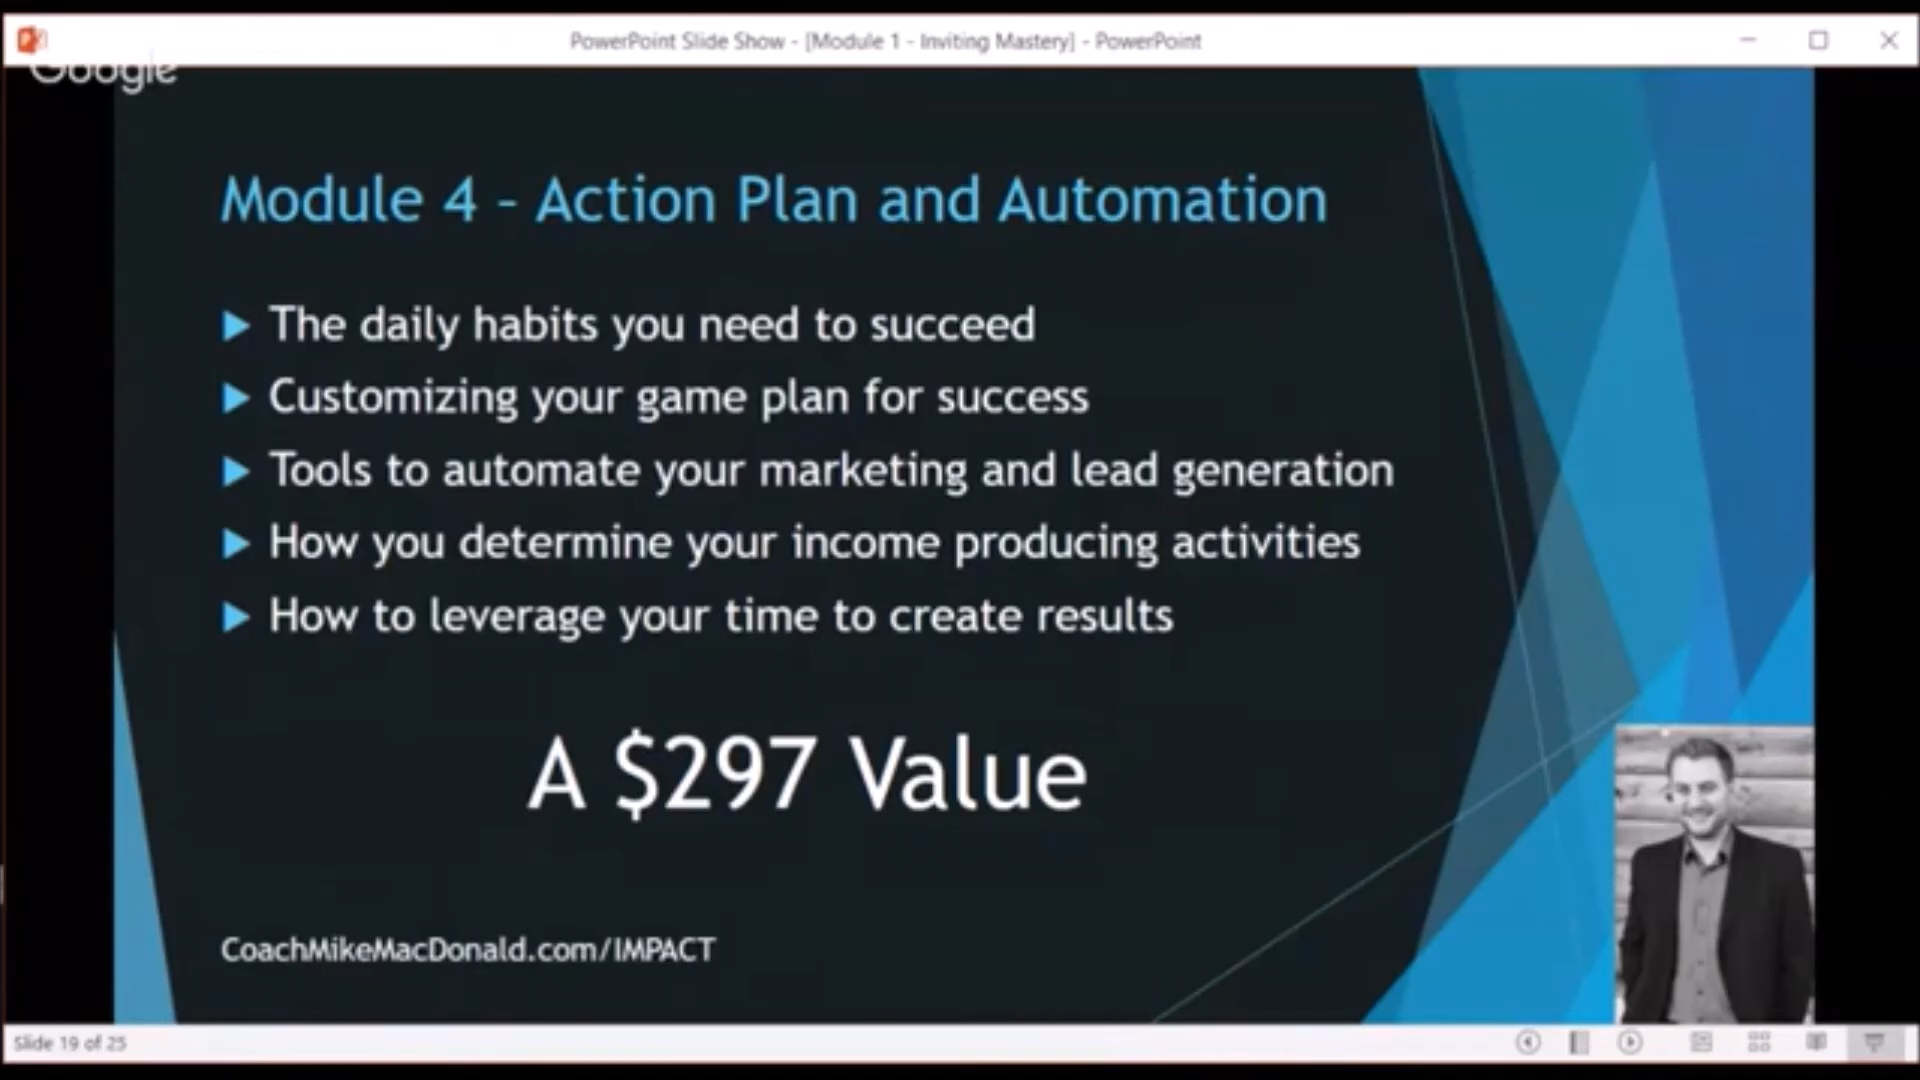 PowerPoint Slide Show - [Module 1 - Inviting Mastery] - PowerPoint
Google
Module 4 – Action Plan and Automation
The daily habits you need to succeed
Customizing your game plan for success
Tools to automate your marketing and lead generation
How you determine your income producing activities
How to leverage your time to create results
A $297 Value
CoachMikeMacDonald.com/IMPACT
Slide 19 of 25